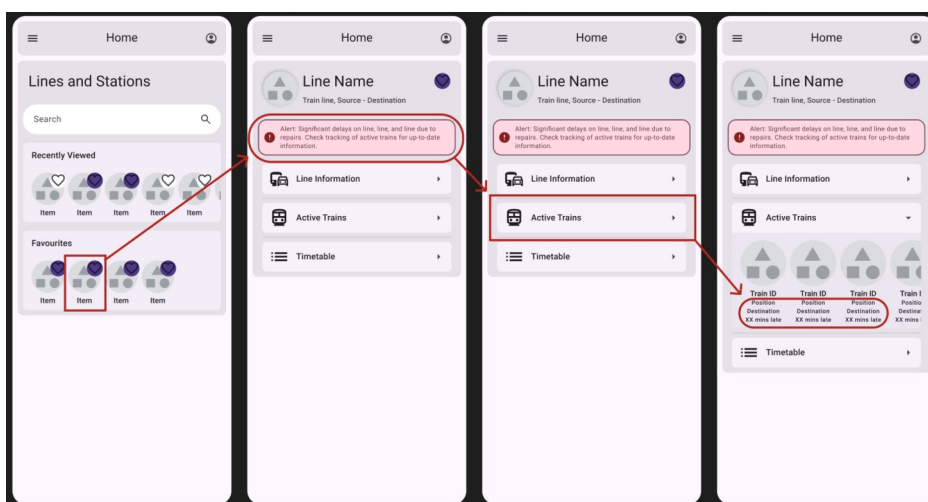 Home
Lines and Stations
Search
Recently Viewed
Item Item Item Item Item
Favourites
Item Item Item Item
Home
Line Name
Train line, Source - Destination
Alert: Significant delays on line, line, and line due to
repairs. Check tracking of active trains for up-to-date
information.
Line Information
Active Trains
Timetable
Home
Line Name
Train line, Source - Destination
Alert: Significant delays on line, line, and line due to
repairs. Check tracking of active trains for up-to-date
information.
Line Information
Active Trains
Timetable
Home
Line Name
Train line, Source - Destination
Alert: Significant delays on line, line, and line due to
repairs. Check tracking of active trains for up-to-date
information.
Line Information
Active Trains
Train ID Train ID Train ID Train I
Position Position Position Positio
Destination Destination Destination Destinat
XX mins late XX mins late XX mins late XX mins
Timetable